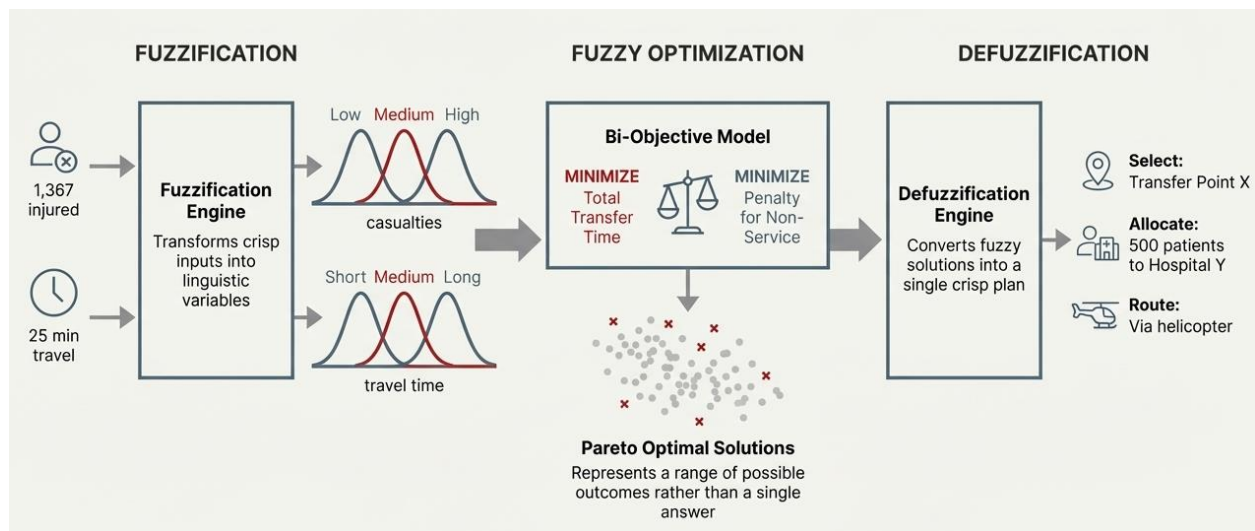 FUZZIFICATION
1,367
injured
25 min
travel
Fuzzification
Engine
Transforms crisp
inputs into
linguistic
variables
Low Medium High
casualties
Short Medium Long
travel time
FUZZY OPTIMIZATION
Bi-Objective Model
MINIMIZE
Total
Transfer
Time
MINIMIZE
Penalty
for Non-
Service
Pareto Optimal Solutions
Represents a range of possible
outcomes rather than a single
answer
DEFUZZIFICATION
Defuzzification
Engine
Converts fuzzy
solutions into a
single crisp plan
Select:
Transfer Point X
Allocate:
500 patients
to Hospital Y
Route:
Via helicopter